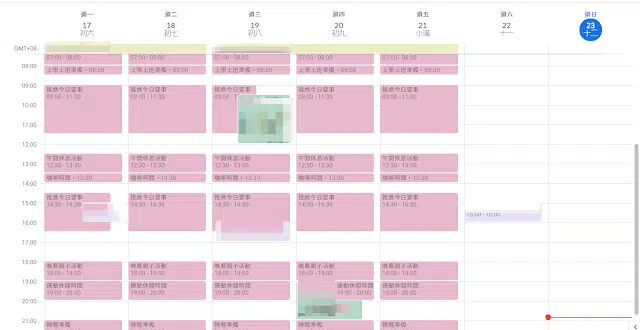 週一 週二 週三 週四 週五 週六 週日
17 18 19 20 21 22 23
初六 初七 初八 初九 小滿 十一 十二
GMT+08
07:00 - 08:00 07:00 - 08:00 07:00 - 08:00 07:00 - 08:00 07:00 - 08:00
08:00 上學上班準備, 08:00 上學上班準備, 08:00 上學上班準備, 08:00 上學上班準備, 08:00 上學上班準備, 08:00
09:00 推進今日要事 推進今日要事 推進今日要事 推進今日要事 推進今日要事
09:00 - 11:30 09:00 - 11:30 09:00 - 11:30 09:00 - 11:30 09:00 - 11:30
10:00
11:00
12:00
午間休息活動 午間休息活動 午間休息活動 午間休息活動 午間休息活動
13:00 12:30 - 13:30 12:30 - 13:30 12:30 - 13:30 12:30 - 13:30 12:30 - 13:30
咖啡時間, 13:30 咖啡時間, 13:30 咖啡時間, 13:30 咖啡時間, 13:30 咖啡時間, 13:30
14:00
推進今日要事 推進今日要事 推進今日要事 推進今日要事 推進今日要事
15:00 14:30 - 16:30 14:30 - 16:30 14:30 - 16:30 14:30 - 16:30 14:30 - 16:30
15:00 - 16:00
16:00
17:00
18:00 晚餐親子活動 晚餐親子活動 晚餐親子活動 晚餐親子活動 晚餐親子活動
18:00 - 19:00 18:00 - 19:00 18:00 - 19:00 18:00 - 19:00 18:00 - 19:00
19:00 運動休閒時間 運動休閒時間 運動休閒時間 運動休閒時間 運動休閒時間
19:00 - 20:00 19:00 - 20:00 19:00 - 20:00 19:00 - 20:00 19:00 - 20:00
20:00
21:00 睡前準備 睡前準備 睡前準備 睡前準備 睡前準備